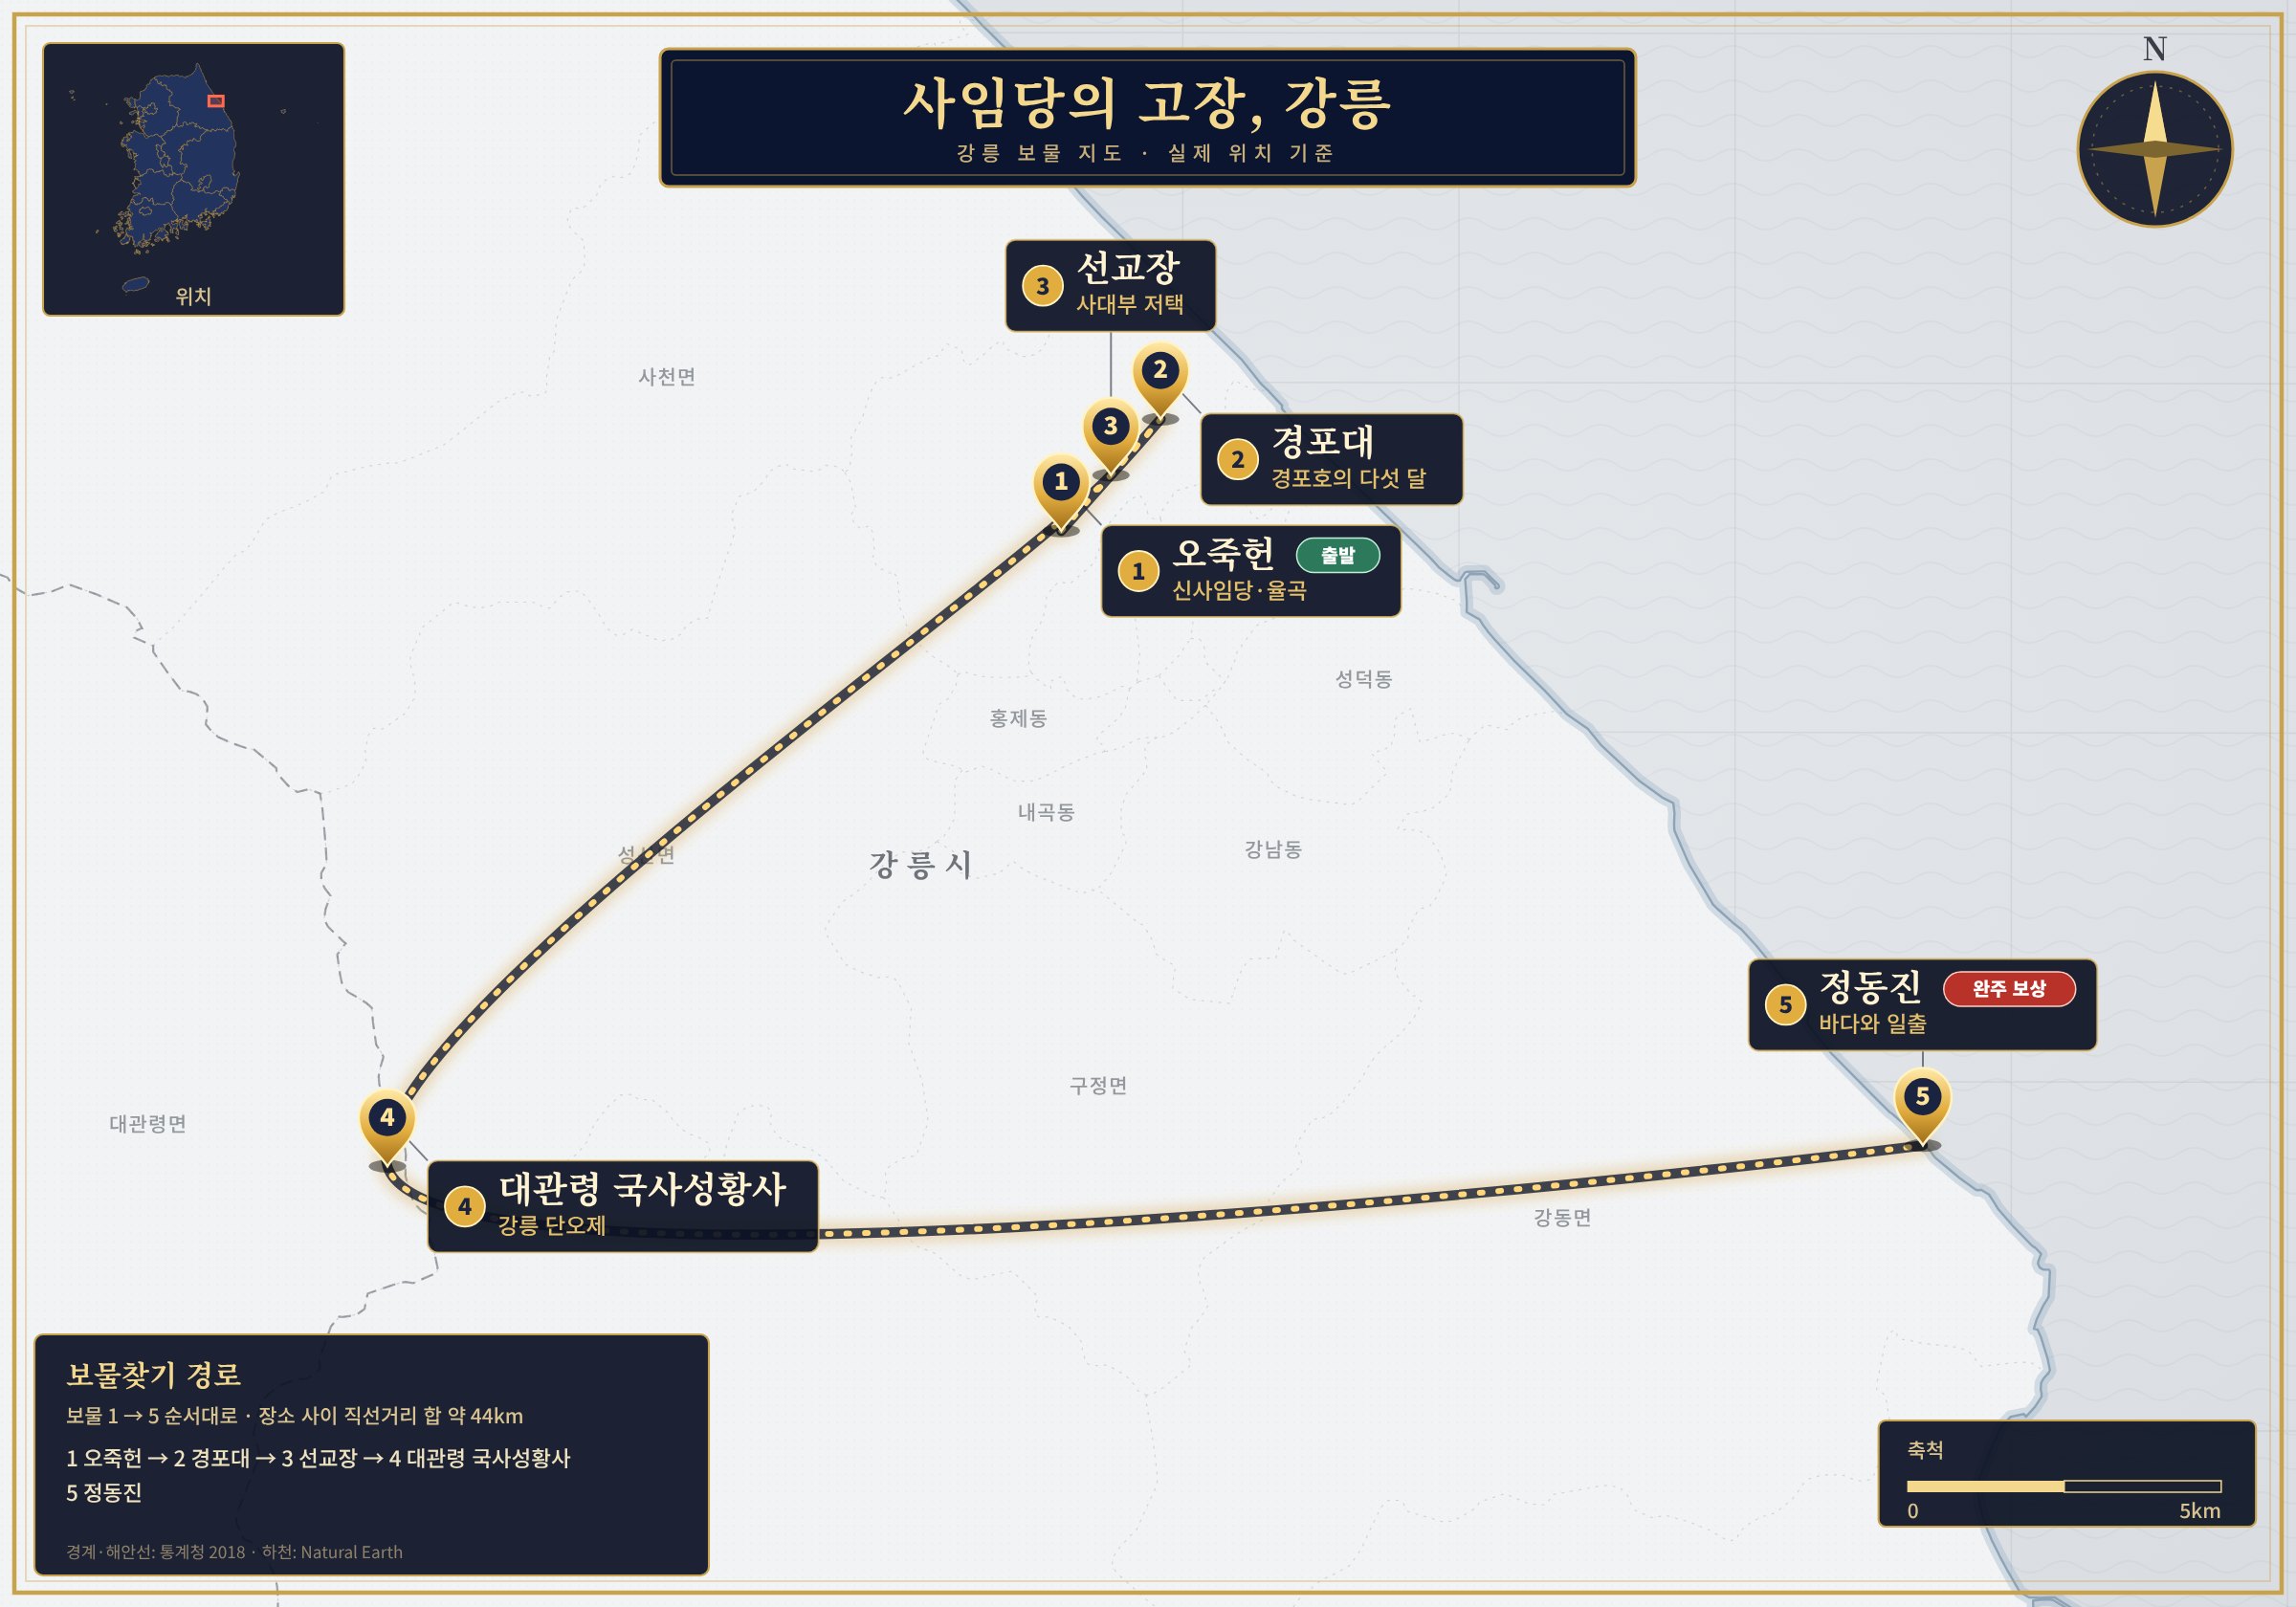 사임당의 고장, 강릉
강릉 보물 지도 · 실제 위치 기준
위치
N
3 선교장
사대부 저택
2
3
1
2 경포대
경포호의 다섯 달
1 오죽헌 출발
신사임당·율곡
사천면
성덕동
홍제동
내곡동
성산면
강릉시
강남동
5 정동진 완주 보상
바다와 일출
5
구정면
대관령면
4
4 대관령 국사성황사
강릉 단오제
강동면
보물찾기 경로
보물 1 → 5 순서대로 · 장소 사이 직선거리 합 약 44km
1 오죽헌 → 2 경포대 → 3 선교장 → 4 대관령 국사성황사
5 정동진
경계·해안선: 통계청 2018 · 하천: Natural Earth
축척
0 5km